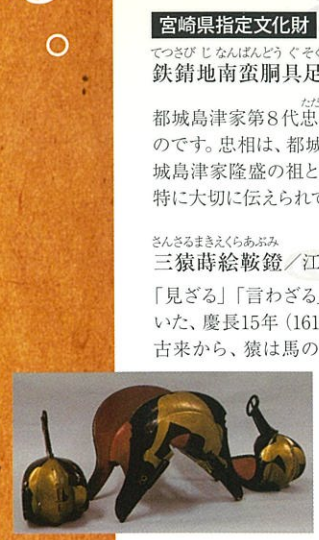 宮崎県指定文化財
てつさび じ なんばんどう ぐ そく
鉄錆地南蛮胴具足
ただ
都城島津家第8代忠
のです。忠相は、都城
城島津家隆盛の祖と
特に大切に伝えられて
さんさるまきえくらあぶみ
三猿蒔絵鞍鐙/江
「見ざる」「言わざる」
いた、慶長15年(161
古来から、猿は馬の